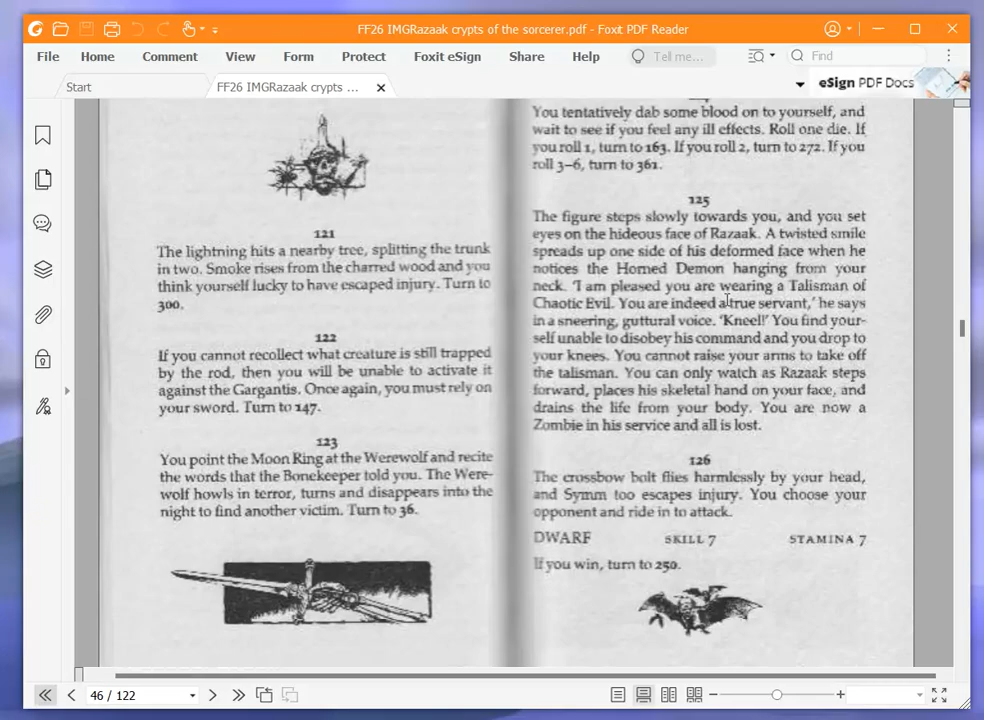 FF26 IMGRazaak crypts of the sorcerer.pdf - Foxit PDF Reader
File Home Comment View Form Protect Foxit eSign Share Help Tell me... Find
Start FF26 IMGRazaak crypts ... eSign PDF Docs
121
The lightning hits a nearby tree, splitting the trunk
in two. Smoke rises from the charred wood and you
think yourself lucky to have escaped injury. Turn to
300.
122
If you cannot recollect what creature is still trapped
by the rod, then you will be unable to activate it
against the Gargantis. Once again, you must rely on
your sword. Turn to 147.
123
You point the Moon Ring at the Werewolf and recite
the words that the Bonekeeper told you. The Were-
wolf howls in terror, turns and disappears into the
night to find another victim. Turn to 36.
You tentatively dab some blood on to yourself, and
wait to see if you feel any ill effects. Roll one die. If
you roll 1, turn to 163. If you roll 2, turn to 272. If you
roll 3–6, turn to 361.
125
The figure steps slowly towards you, and you set
eyes on the hideous face of Razaak. A twisted smile
spreads up one side of his deformed face when he
notices the Horned Demon hanging from your
neck. 'I am pleased you are wearing a Talisman of
Chaotic Evil. You are indeed a true servant,' he says
in a sneering, guttural voice. 'Kneel!' You find your-
self unable to disobey his command and you drop to
your knees. You cannot raise your arms to take off
the talisman. You can only watch as Razaak steps
forward, places his skeletal hand on your face, and
drains the life from your body. You are now a
Zombie in his service and all is lost.
126
The crossbow bolt flies harmlessly by your head,
and Symm too escapes injury. You choose your
opponent and ride in to attack.
DWARF SKILL 7 STAMINA 7
If you win, turn to 250.
46 / 122